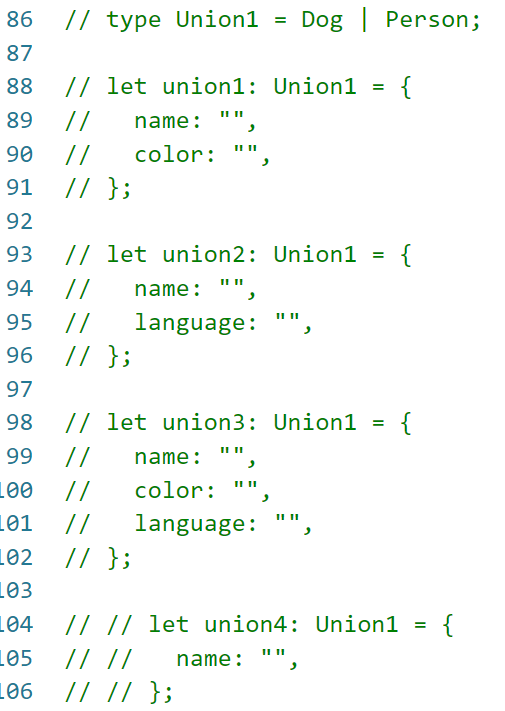 86 // type Union1 = Dog | Person;
87
88 // let union1: Union1 = {
89 //   name: "",
90 //   color: "",
91 // };
92
93 // let union2: Union1 = {
94 //   name: "",
95 //   language: "",
96 // };
97
98 // let union3: Union1 = {
99 //   name: "",
100 //   color: "",
101 //   language: "",
102 // };
103
104 // // let union4: Union1 = {
105 // //   name: "",
106 // // };